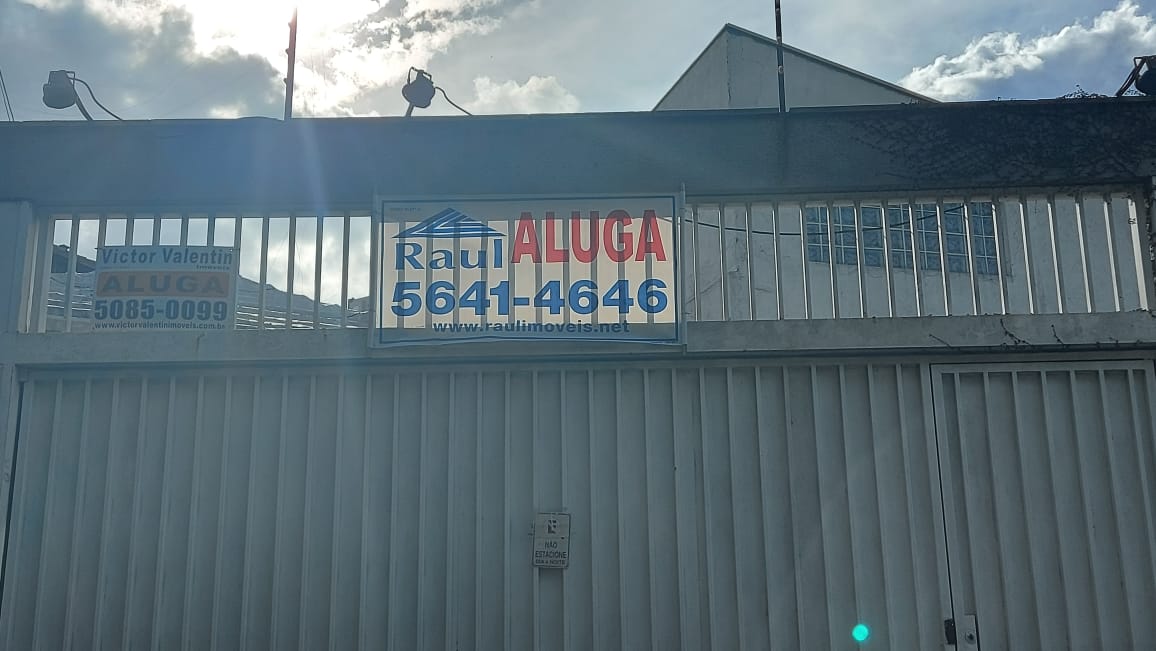 Victor Valentin
Imóveis
ALUGA
5085-0099
www.victorvalentinimoveis.com.br
Raul ALUGA
5641-4646
www.raulimoveis.net
E
NÃO
ESTACIONE
DIA E NOITE